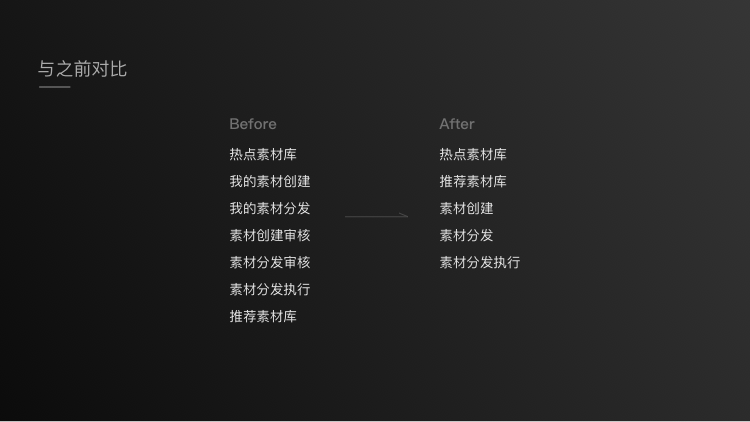 与之前对比
Before
热点素材库
我的素材创建
我的素材分发
素材创建审核
素材分发审核
素材分发执行
推荐素材库
After
热点素材库
推荐素材库
素材创建
素材分发
素材分发执行